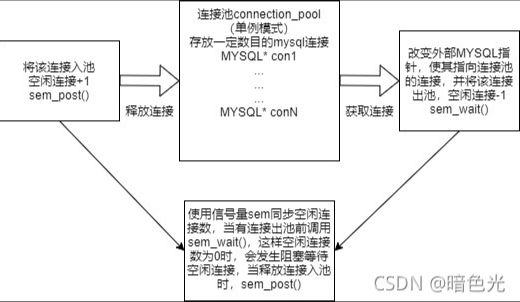 将该连接入池
空闲连接+1
sem_post()
释放连接
连接池connection_pool
(单例模式)
存放一定数目的mysql连接
MYSQL* con1
...
...
...
MYSQL* conN
获取连接
改变外部MYSQL指
针，使其指向连接池
的连接，并将该连接
出池，空闲连接-1
sem_wait()
使用信号量sem同步空闲连
接数，当有连接出池前调用
sem_wait()，这样空闲连接
数为0时，会发生阻塞等待
空闲连接，当释放连接入池
时，sem_post()
CSDN @暗色光